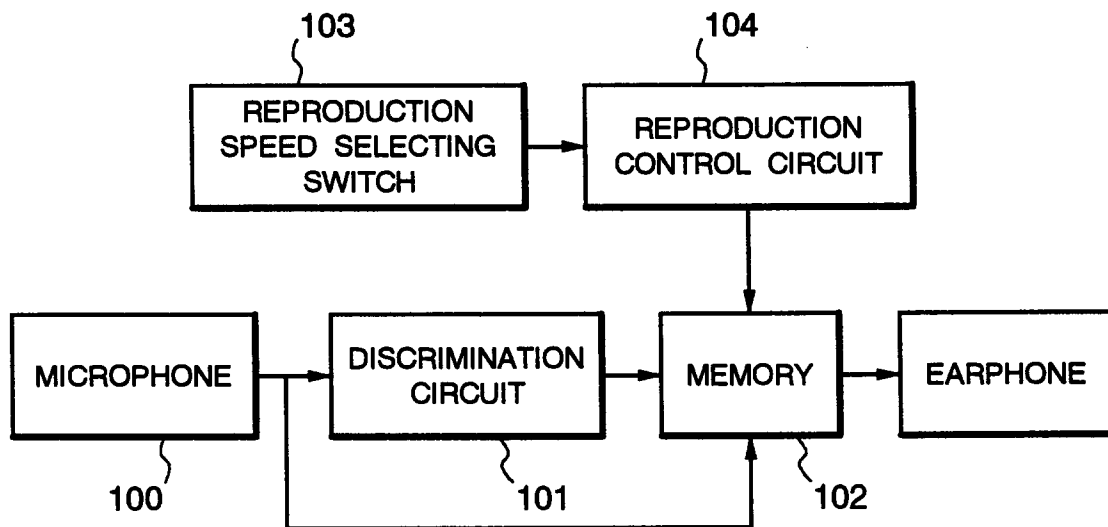 103
104
REPRODUCTION
SPEED SELECTING
SWITCH
REPRODUCTION
CONTROL CIRCUIT
MICROPHONE
DISCRIMINATION
CIRCUIT
MEMORY
EARPHONE
100
101
102